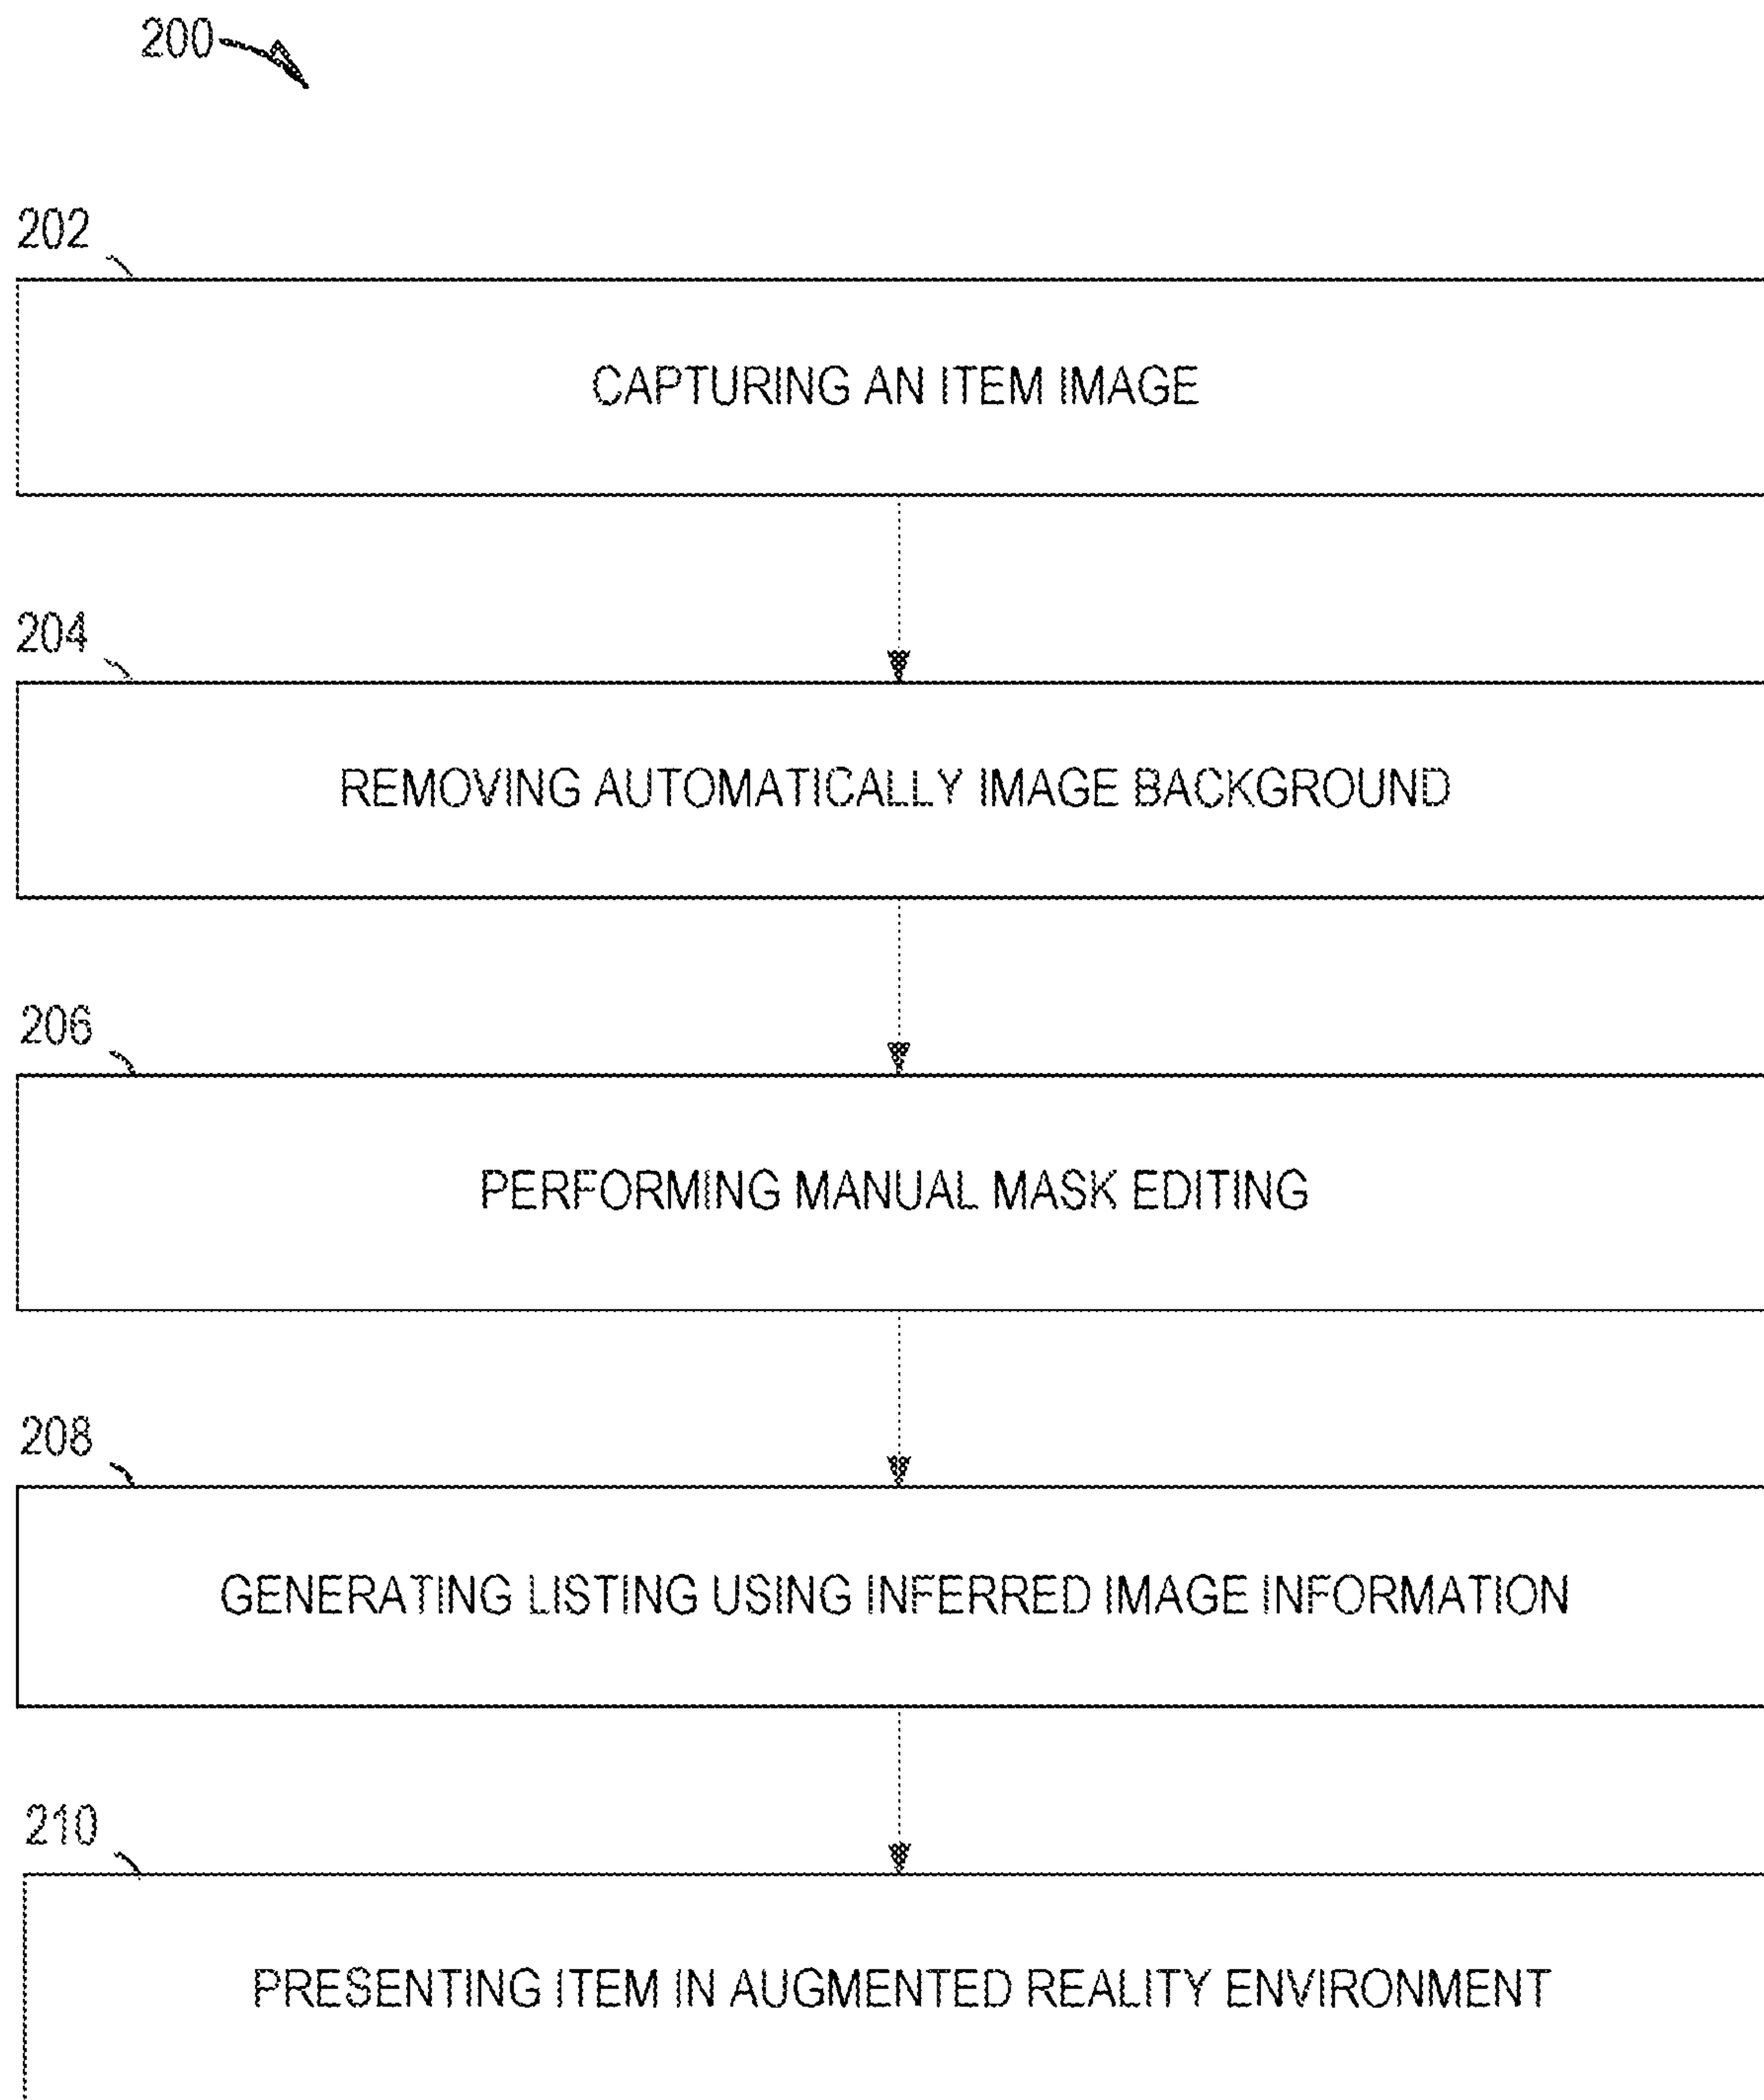 200
202
CAPTURING AN ITEM IMAGE
204
REMOVING AUTOMATICALLY IMAGE BACKGROUND
206
PERFORMING MANUAL MASK EDITING
208
GENERATING LISTING USING INFERRED IMAGE INFORMATION
210
PRESENTING ITEM IN AUGMENTED REALITY ENVIRONMENT